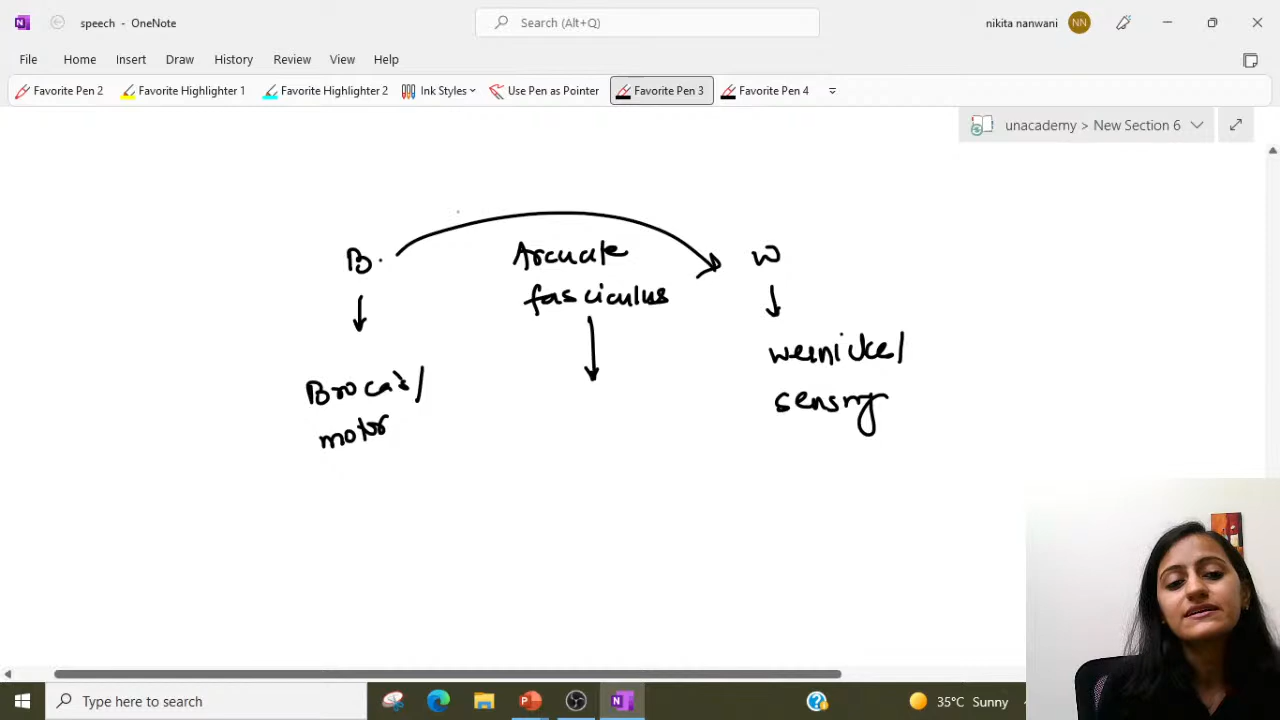 speech - OneNote
Search (Alt+Q)
nikita nanwani
NN
File Home Insert Draw History Review View Help
Favorite Pen 2 Favorite Highlighter 1 Favorite Highlighter 2 Ink Styles Use Pen as Pointer Favorite Pen 3 Favorite Pen 4
unacademy > New Section 6
B.
Arcuate
fasciculus
W
Broca's/
motor
wernicke/
sensory
Type here to search
35°C Sunny